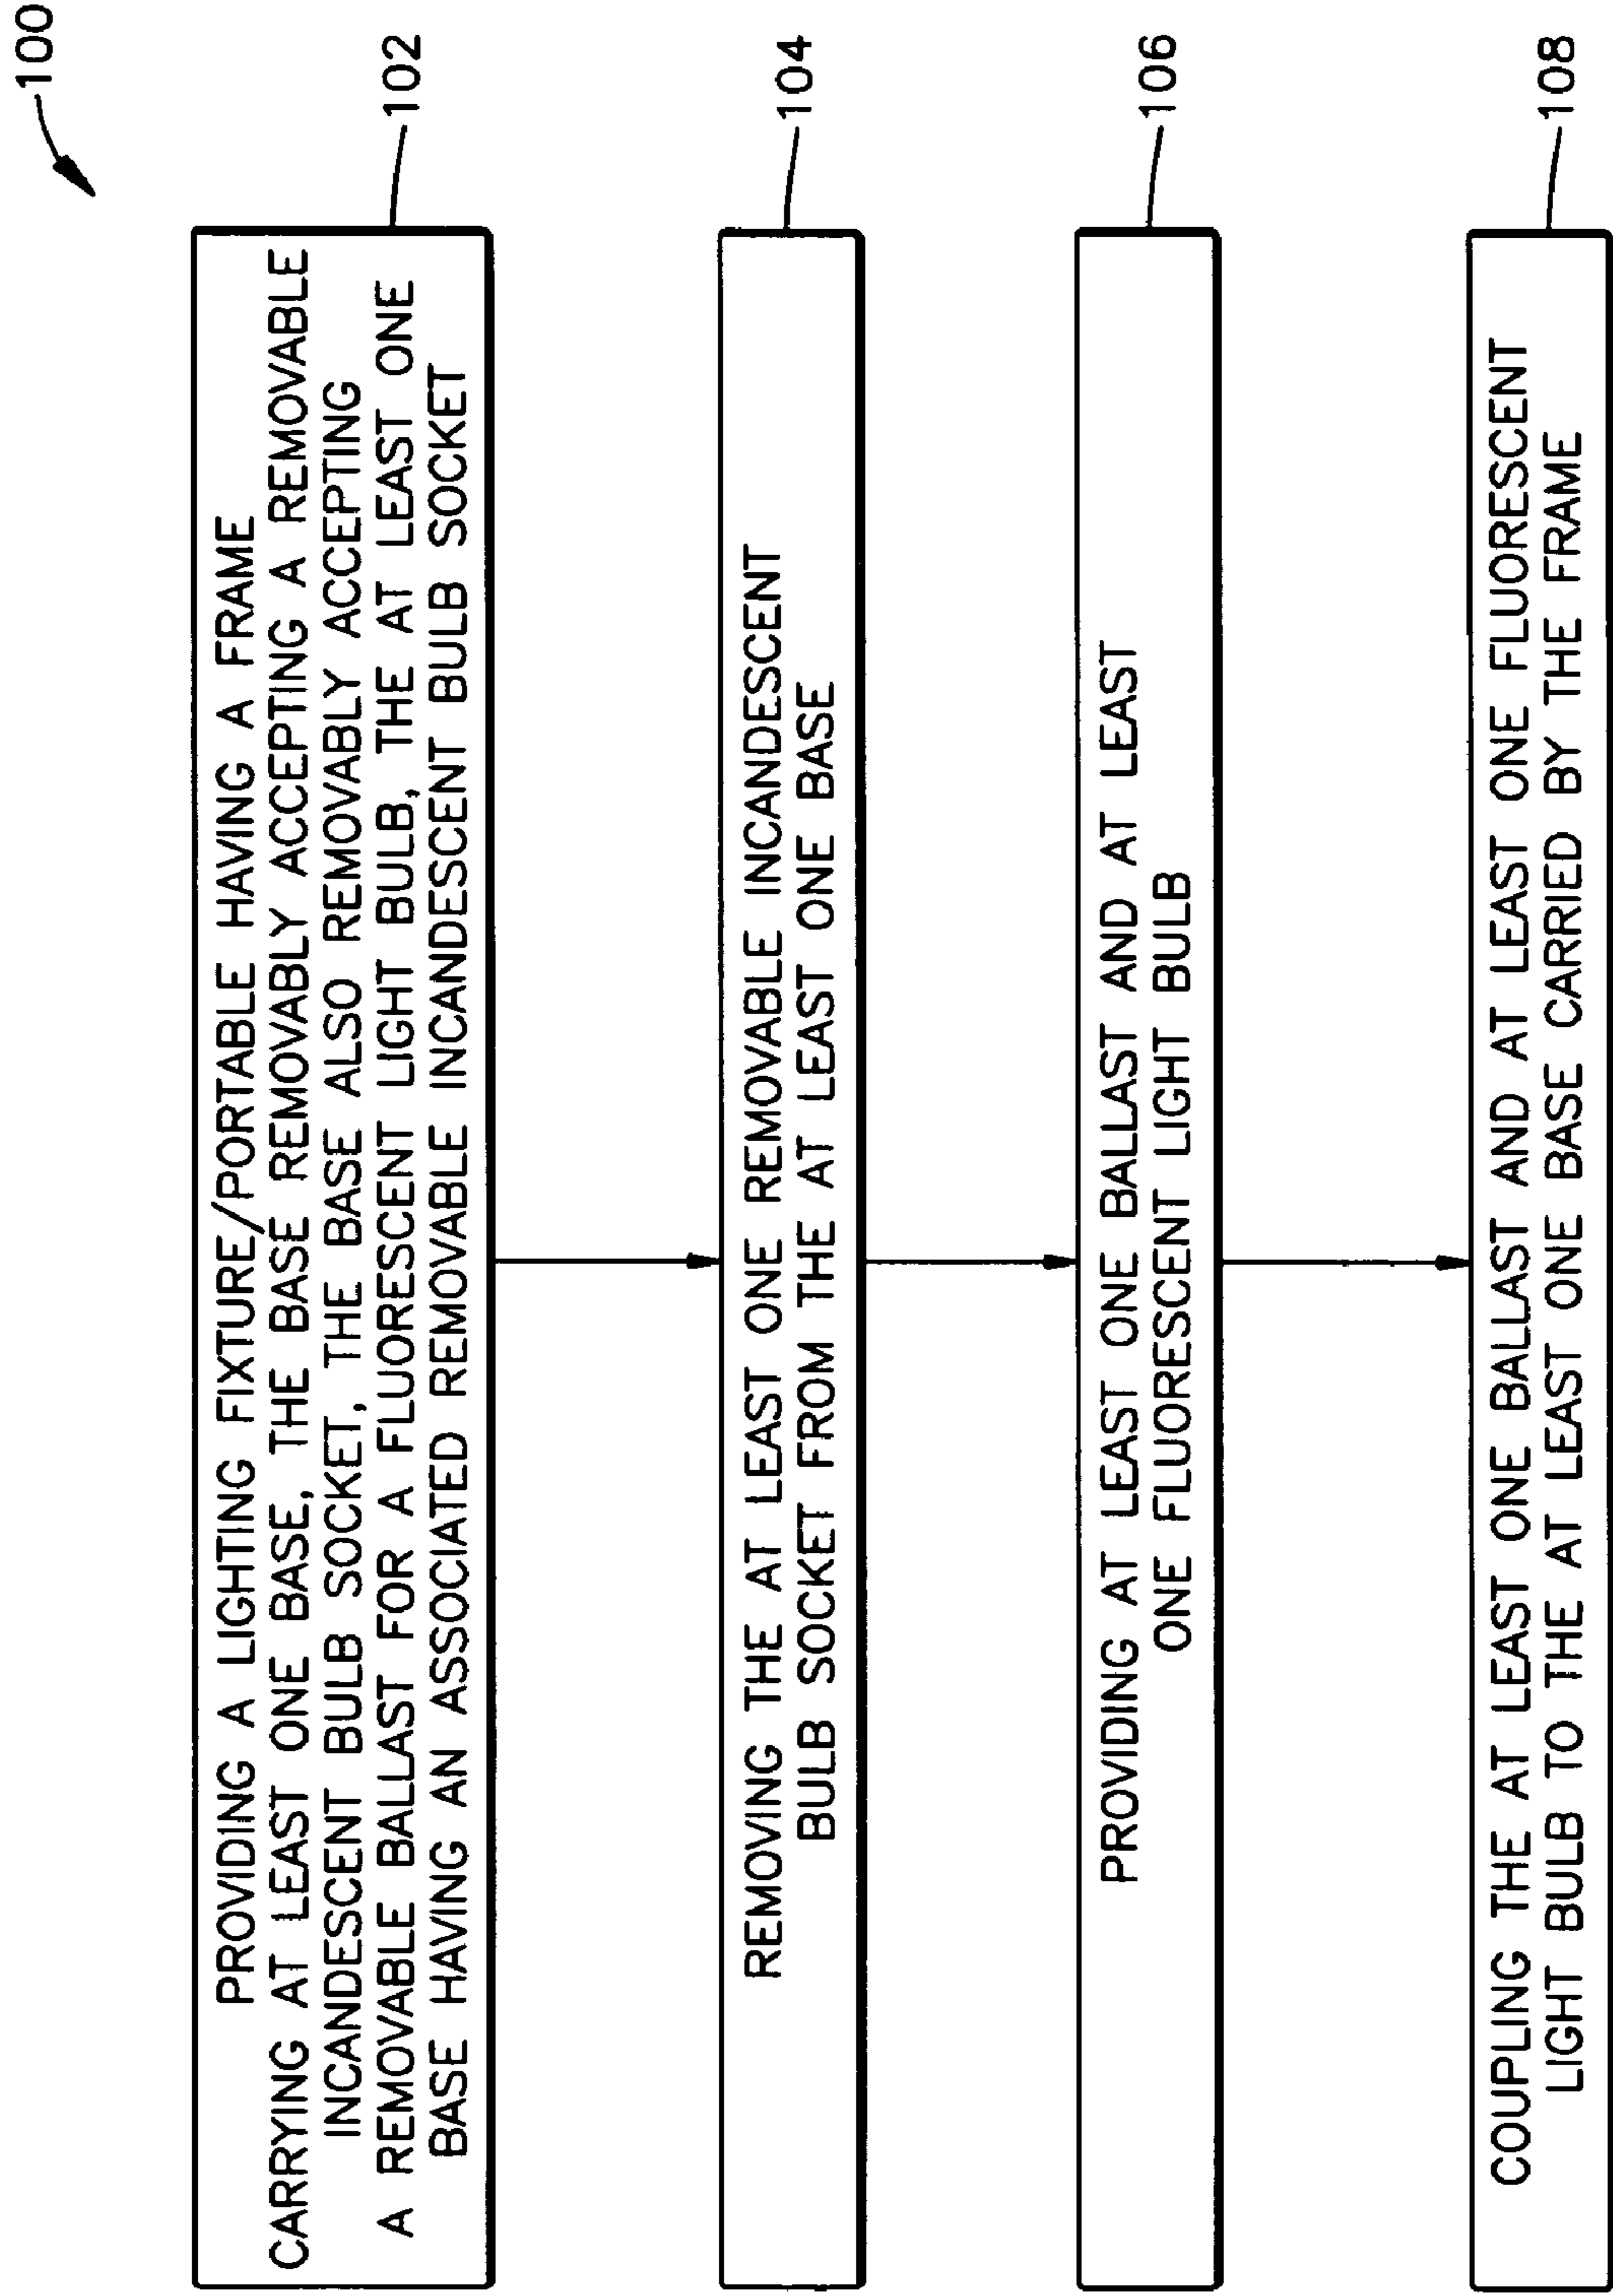 100
PROVIDING A LIGHTING FIXTURE/PORTABLE HAVING A FRAME
CARRYING AT LEAST ONE BASE, THE BASE REMOVABLY ACCEPTING A REMOVABLE
INCANDESCENT BULB SOCKET, THE BASE ALSO REMOVABLY ACCEPTING
A REMOVABLE BALLAST FOR A FLUORESCENT LIGHT BULB, THE AT LEAST ONE
BASE HAVING AN ASSOCIATED REMOVABLE INCANDESCENT BULB SOCKET
102
REMOVING THE AT LEAST ONE REMOVABLE INCANDESCENT
BULB SOCKET FROM THE AT LEAST ONE BASE
104
PROVIDING AT LEAST ONE BALLAST AND AT LEAST
ONE FLUORESCENT LIGHT BULB
106
COUPLING THE AT LEAST ONE BALLAST AND AT LEAST ONE FLUORESCENT
LIGHT BULB TO THE AT LEAST ONE BASE CARRIED BY THE FRAME
108